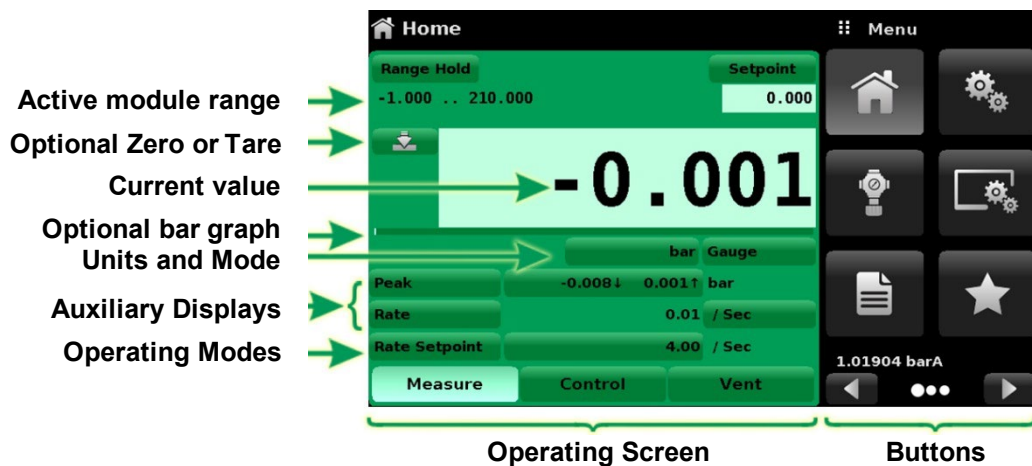 Home
Menu
Range Hold
Setpoint
Active module range
-1.000 .. 210.000
0.000
Optional Zero or Tare
Current value
-0.001
Optional bar graph
Units and Mode
bar Gauge
Auxiliary Displays
Peak -0.008↓ 0.001↑ bar
Rate 0.01 / Sec
Operating Modes
Rate Setpoint 4.00 / Sec
1.01904 barA
Measure Control Vent
Operating Screen
Buttons